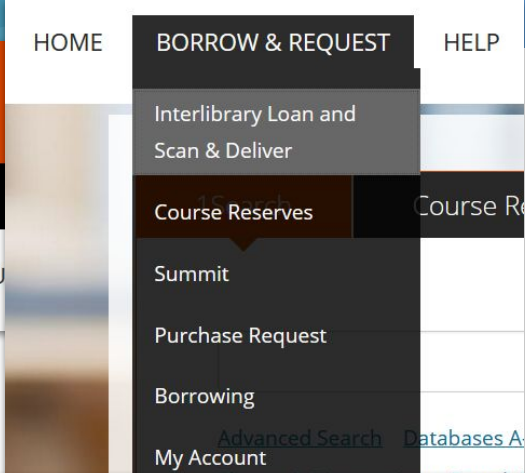 HOME
BORROW & REQUEST
HELP
Interlibrary Loan and
Scan & Deliver
1Search
Course Re
Course Reserves
Summit
Purchase Request
Borrowing
Advanced Search
Databases A-
My Account